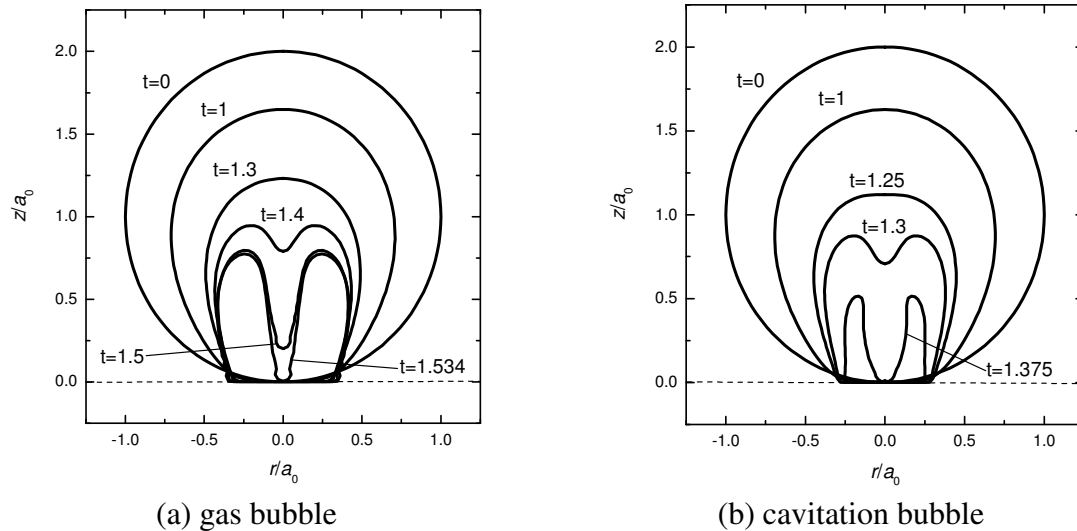 2.0
1.5
1.0
0.5
0.0
z/a₀
t=0
t=1
t=1.3
t=1.4
t=1.5
t=1.534
-1.0 -0.5 0.0 0.5 1.0
r/a₀
(a) gas bubble
2.0
1.5
1.0
0.5
0.0
z/a₀
t=0
t=1
t=1.25
t=1.3
t=1.375
-1.0 -0.5 0.0 0.5 1.0
r/a₀
(b) cavitation bubble